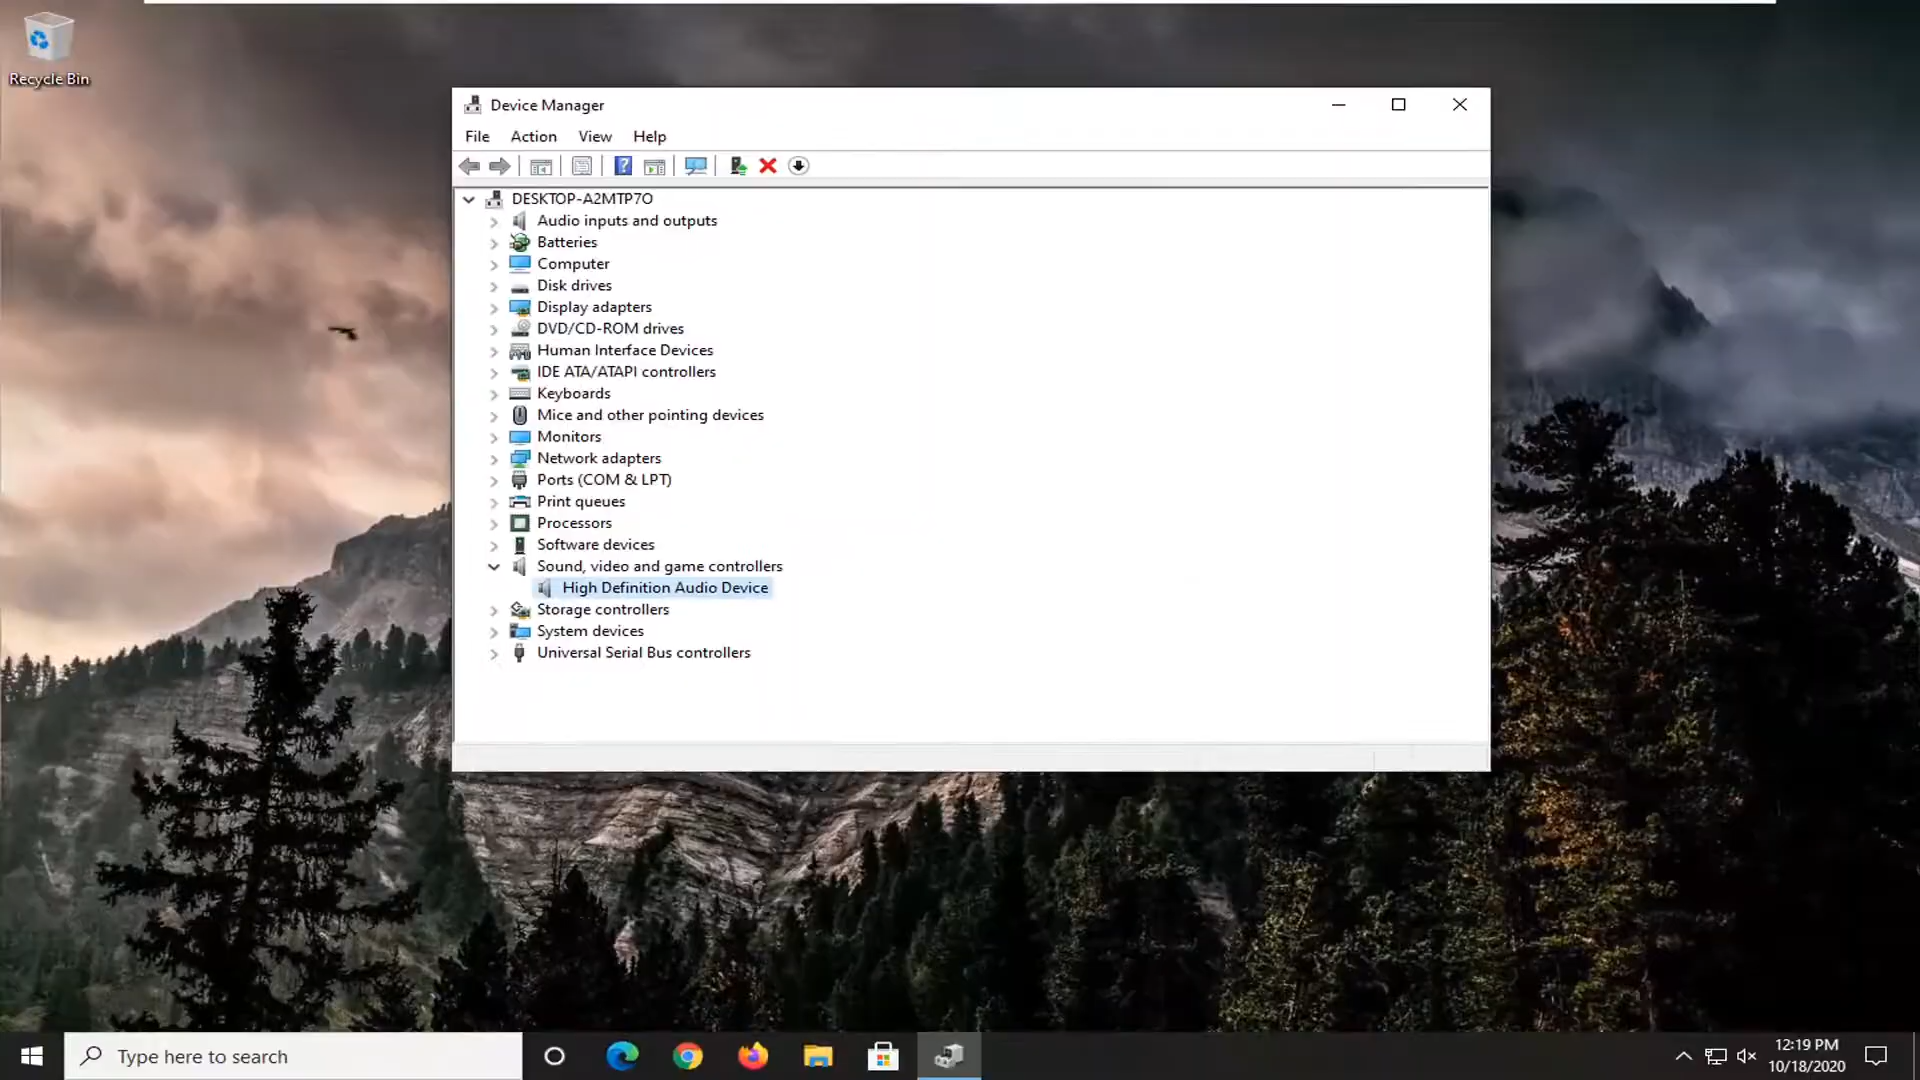 Recycle Bin
Device Manager
File Action View Help
DESKTOP-A2MTP7O
Audio inputs and outputs
Batteries
Computer
Disk drives
Display adapters
DVD/CD-ROM drives
Human Interface Devices
IDE ATA/ATAPI controllers
Keyboards
Mice and other pointing devices
Monitors
Network adapters
Ports (COM & LPT)
Print queues
Processors
Software devices
Sound, video and game controllers
High Definition Audio Device
Storage controllers
System devices
Universal Serial Bus controllers
Type here to search
12:19 PM
10/18/2020